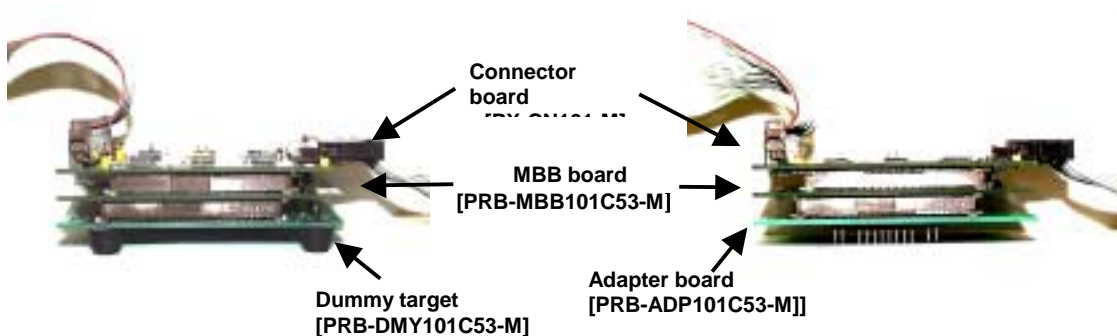 Connector
board
MBB board
[PRB-MBB101C53-M]
Adapter board
[PRB-ADP101C53-M]]
Dummy target
[PRB-DMY101C53-M]